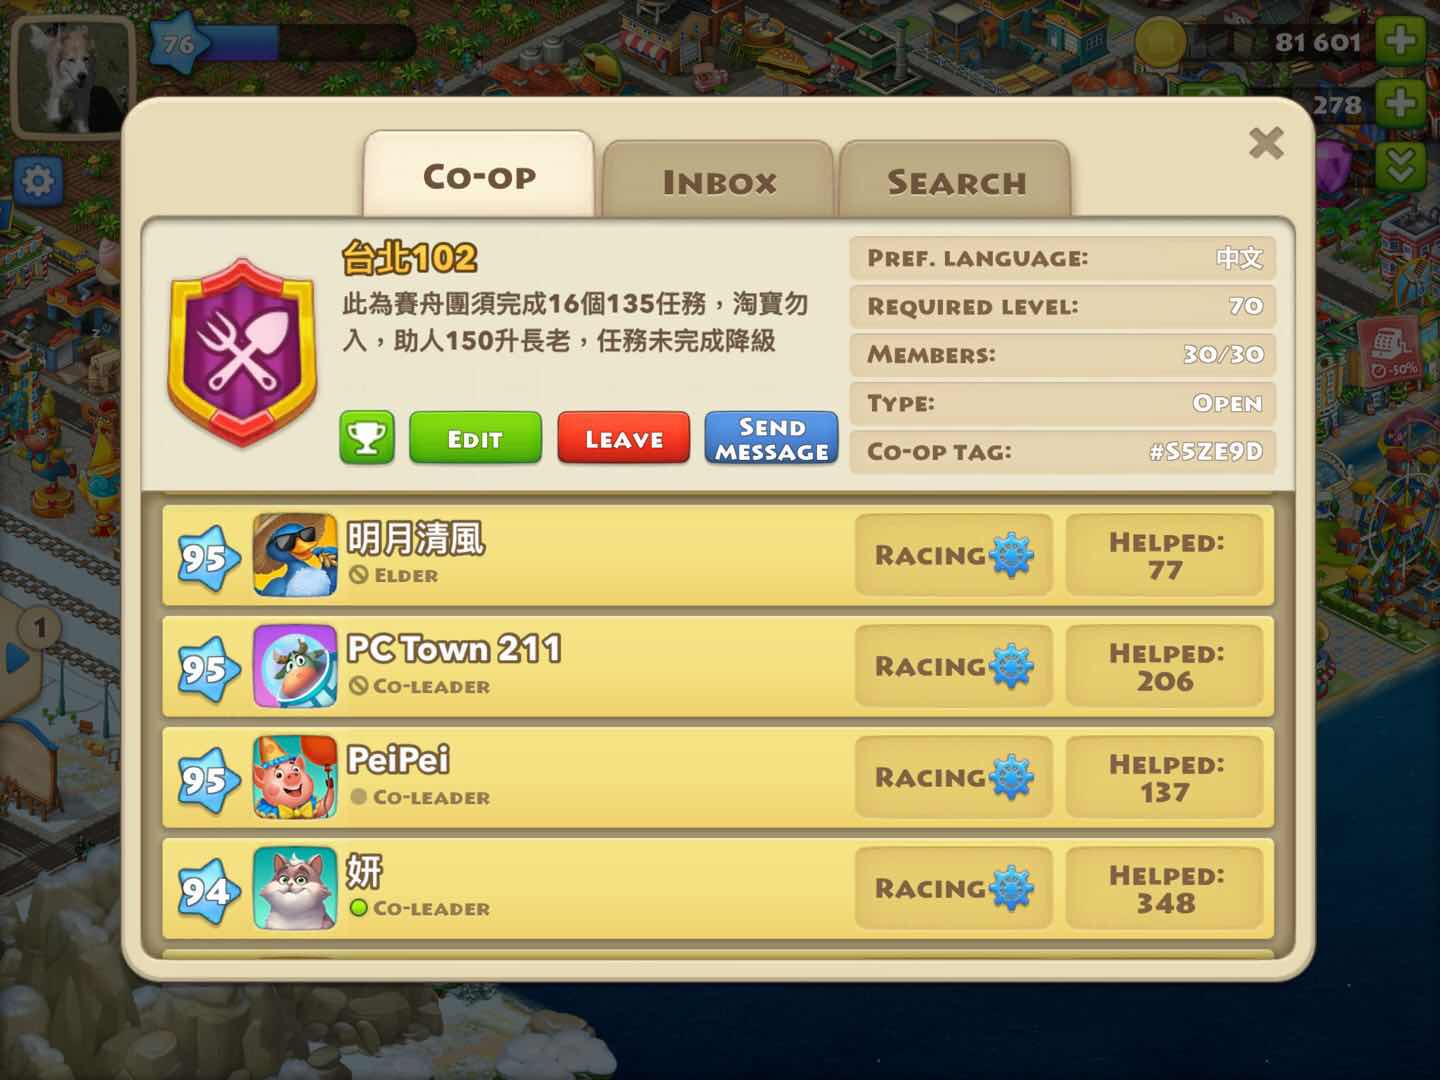 76
81 601
278
CO-OP
INBOX
SEARCH
台北102
此為賽舟團須完成16個135任務，淘寶勿
入，助人150升長老，任務未完成降級
EDIT
LEAVE
SEND
MESSAGE
PREF. LANGUAGE: 中文
REQUIRED LEVEL: 70
MEMBERS: 30/30
TYPE: OPEN
CO-OP TAG: #S5ZE9D
-50%
1
95
明月清風
ELDER
RACING
HELPED:
77
95
PC Town 211
CO-LEADER
RACING
HELPED:
206
95
PeiPei
CO-LEADER
RACING
HELPED:
137
94
妍
CO-LEADER
RACING
HELPED:
348